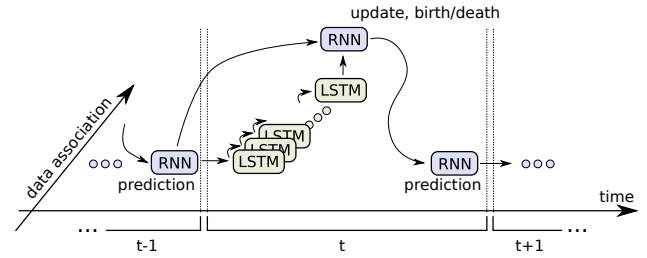 update, birth/death
RNN
LSTM
data association
LSTM
LSTM
LSTM
RNN
prediction
RNN
prediction
time
...
t-1
t
t+1
...